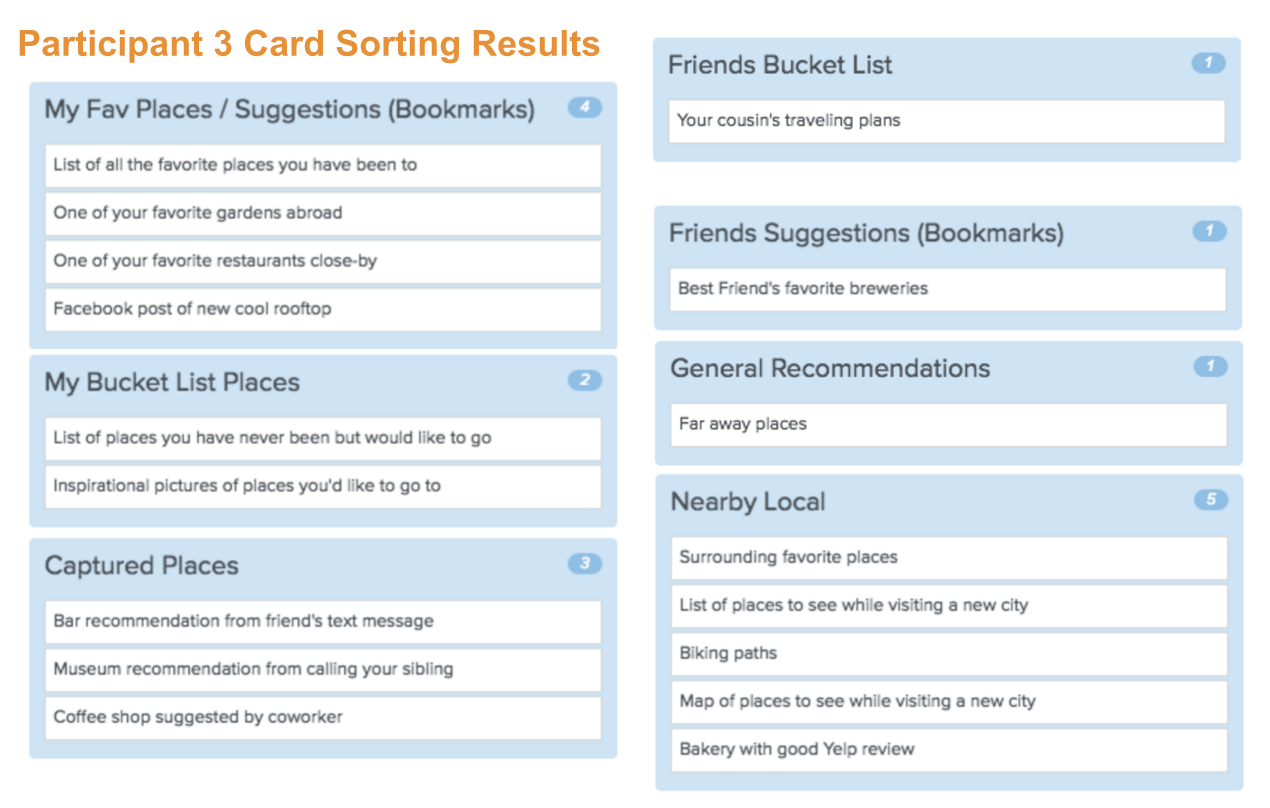 Participant 3 Card Sorting Results
My Fav Places / Suggestions (Bookmarks) 4
List of all the favorite places you have been to
One of your favorite gardens abroad
One of your favorite restaurants close-by
Facebook post of new cool rooftop
My Bucket List Places 2
List of places you have never been but would like to go
Inspirational pictures of places you'd like to go to
Captured Places 3
Bar recommendation from friend's text message
Museum recommendation from calling your sibling
Coffee shop suggested by coworker
Friends Bucket List 1
Your cousin's traveling plans
Friends Suggestions (Bookmarks) 1
Best Friend's favorite breweries
General Recommendations 1
Far away places
Nearby Local 5
Surrounding favorite places
List of places to see while visiting a new city
Biking paths
Map of places to see while visiting a new city
Bakery with good Yelp review